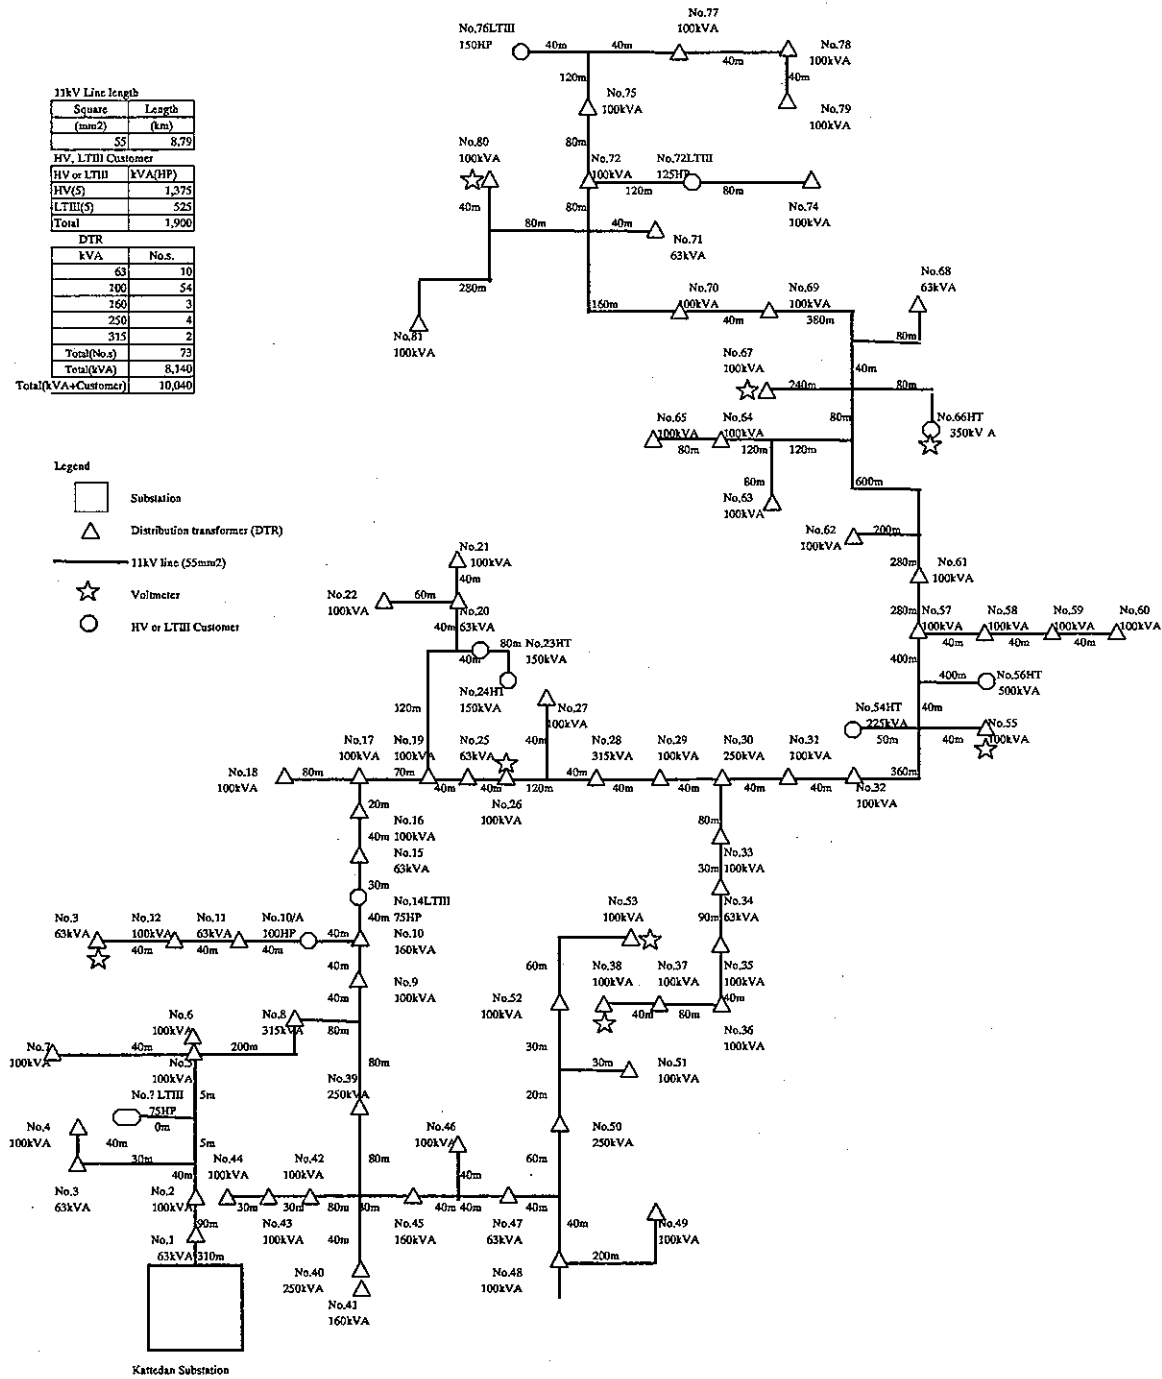 11kV Line length
Square Length
(mm2) (km)
55 8.79
HV, LTIII Customer
HV or LTIII kVA(HP)
HV(5) 1,375
LTIII(5) 525
Total 1,900
DTR
kVA No.s.
63 10
100 54
160 3
250 4
315 2
Total(No.s) 73
Total(kVA) 8,140
Total(kVA+Customer) 10,040
Legend
Substation
Distribution transformer (DTR)
11kV line (55mm2)
Voltmeter
HV or LTIII Customer
No.76LTIII
150HP
40m
40m
No.77
100kVA
40m
No.78
100kVA
40m
No.79
100kVA
120m
No.75
100kVA
80m
No.80
100kVA
40m
No.72
100kVA
No.72LTIII
125HP
120m
80m
No.74
100kVA
80m
80m
40m
No.71
63kVA
280m
No.81
100kVA
160m
No.70
100kVA
40m
No.69
100kVA
380m
No.68
63kVA
80m
40m
No.67
100kVA
240m
80m
No.66HT
350kVA
80m
No.65
100kVA
80m
No.64
100kVA
120m
120m
80m
No.63
100kVA
600m
No.62
100kVA
200m
280m
No.61
100kVA
280m
No.57
100kVA
40m
No.58
100kVA
40m
No.59
100kVA
40m
No.60
100kVA
400m
400m
No.56HT
500kVA
40m
No.54HT
225kVA
50m
40m
No.55
100kVA
360m
No.21
100kVA
40m
No.22
100kVA
60m
No.20
63kVA
40m
40m
80m
No.23HT
150kVA
No.24HT
150kVA
120m
No.27
100kVA
40m
No.18
100kVA
80m
No.17
100kVA
70m
No.19
100kVA
40m
No.25
63kVA
40m
No.26
100kVA
120m
40m
No.28
315kVA
40m
No.29
100kVA
40m
No.30
250kVA
40m
No.31
100kVA
40m
No.32
100kVA
20m
No.16
100kVA
40m
No.15
63kVA
30m
No.14LTIII
75HP
40m
No.10
160kVA
No.3
63kVA
40m
No.12
100kVA
40m
No.11
63kVA
40m
No.10/A
100HP
40m
40m
No.9
100kVA
40m
80m
No.33
100kVA
30m
No.34
63kVA
90m
No.35
100kVA
40m
No.36
100kVA
80m
No.37
100kVA
40m
No.38
100kVA
No.53
100kVA
60m
No.52
100kVA
30m
30m
No.51
100kVA
20m
No.50
250kVA
60m
No.6
100kVA
No.7
100kVA
40m
No.5
100kVA
200m
No.8
315kVA
80m
80m
No.39
250kVA
80m
5m
No.? LTIII
75HP
0m
5m
No.4
100kVA
40m
30m
No.3
63kVA
40m
No.2
100kVA
90m
No.1
63kVA
310m
No.44
100kVA
30m
No.43
100kVA
30m
No.42
100kVA
80m
No.45
160kVA
40m
No.46
100kVA
40m
40m
No.47
63kVA
40m
40m
No.40
250kVA
No.41
160kVA
40m
No.48
100kVA
200m
No.49
100kVA
Kattedan Substation